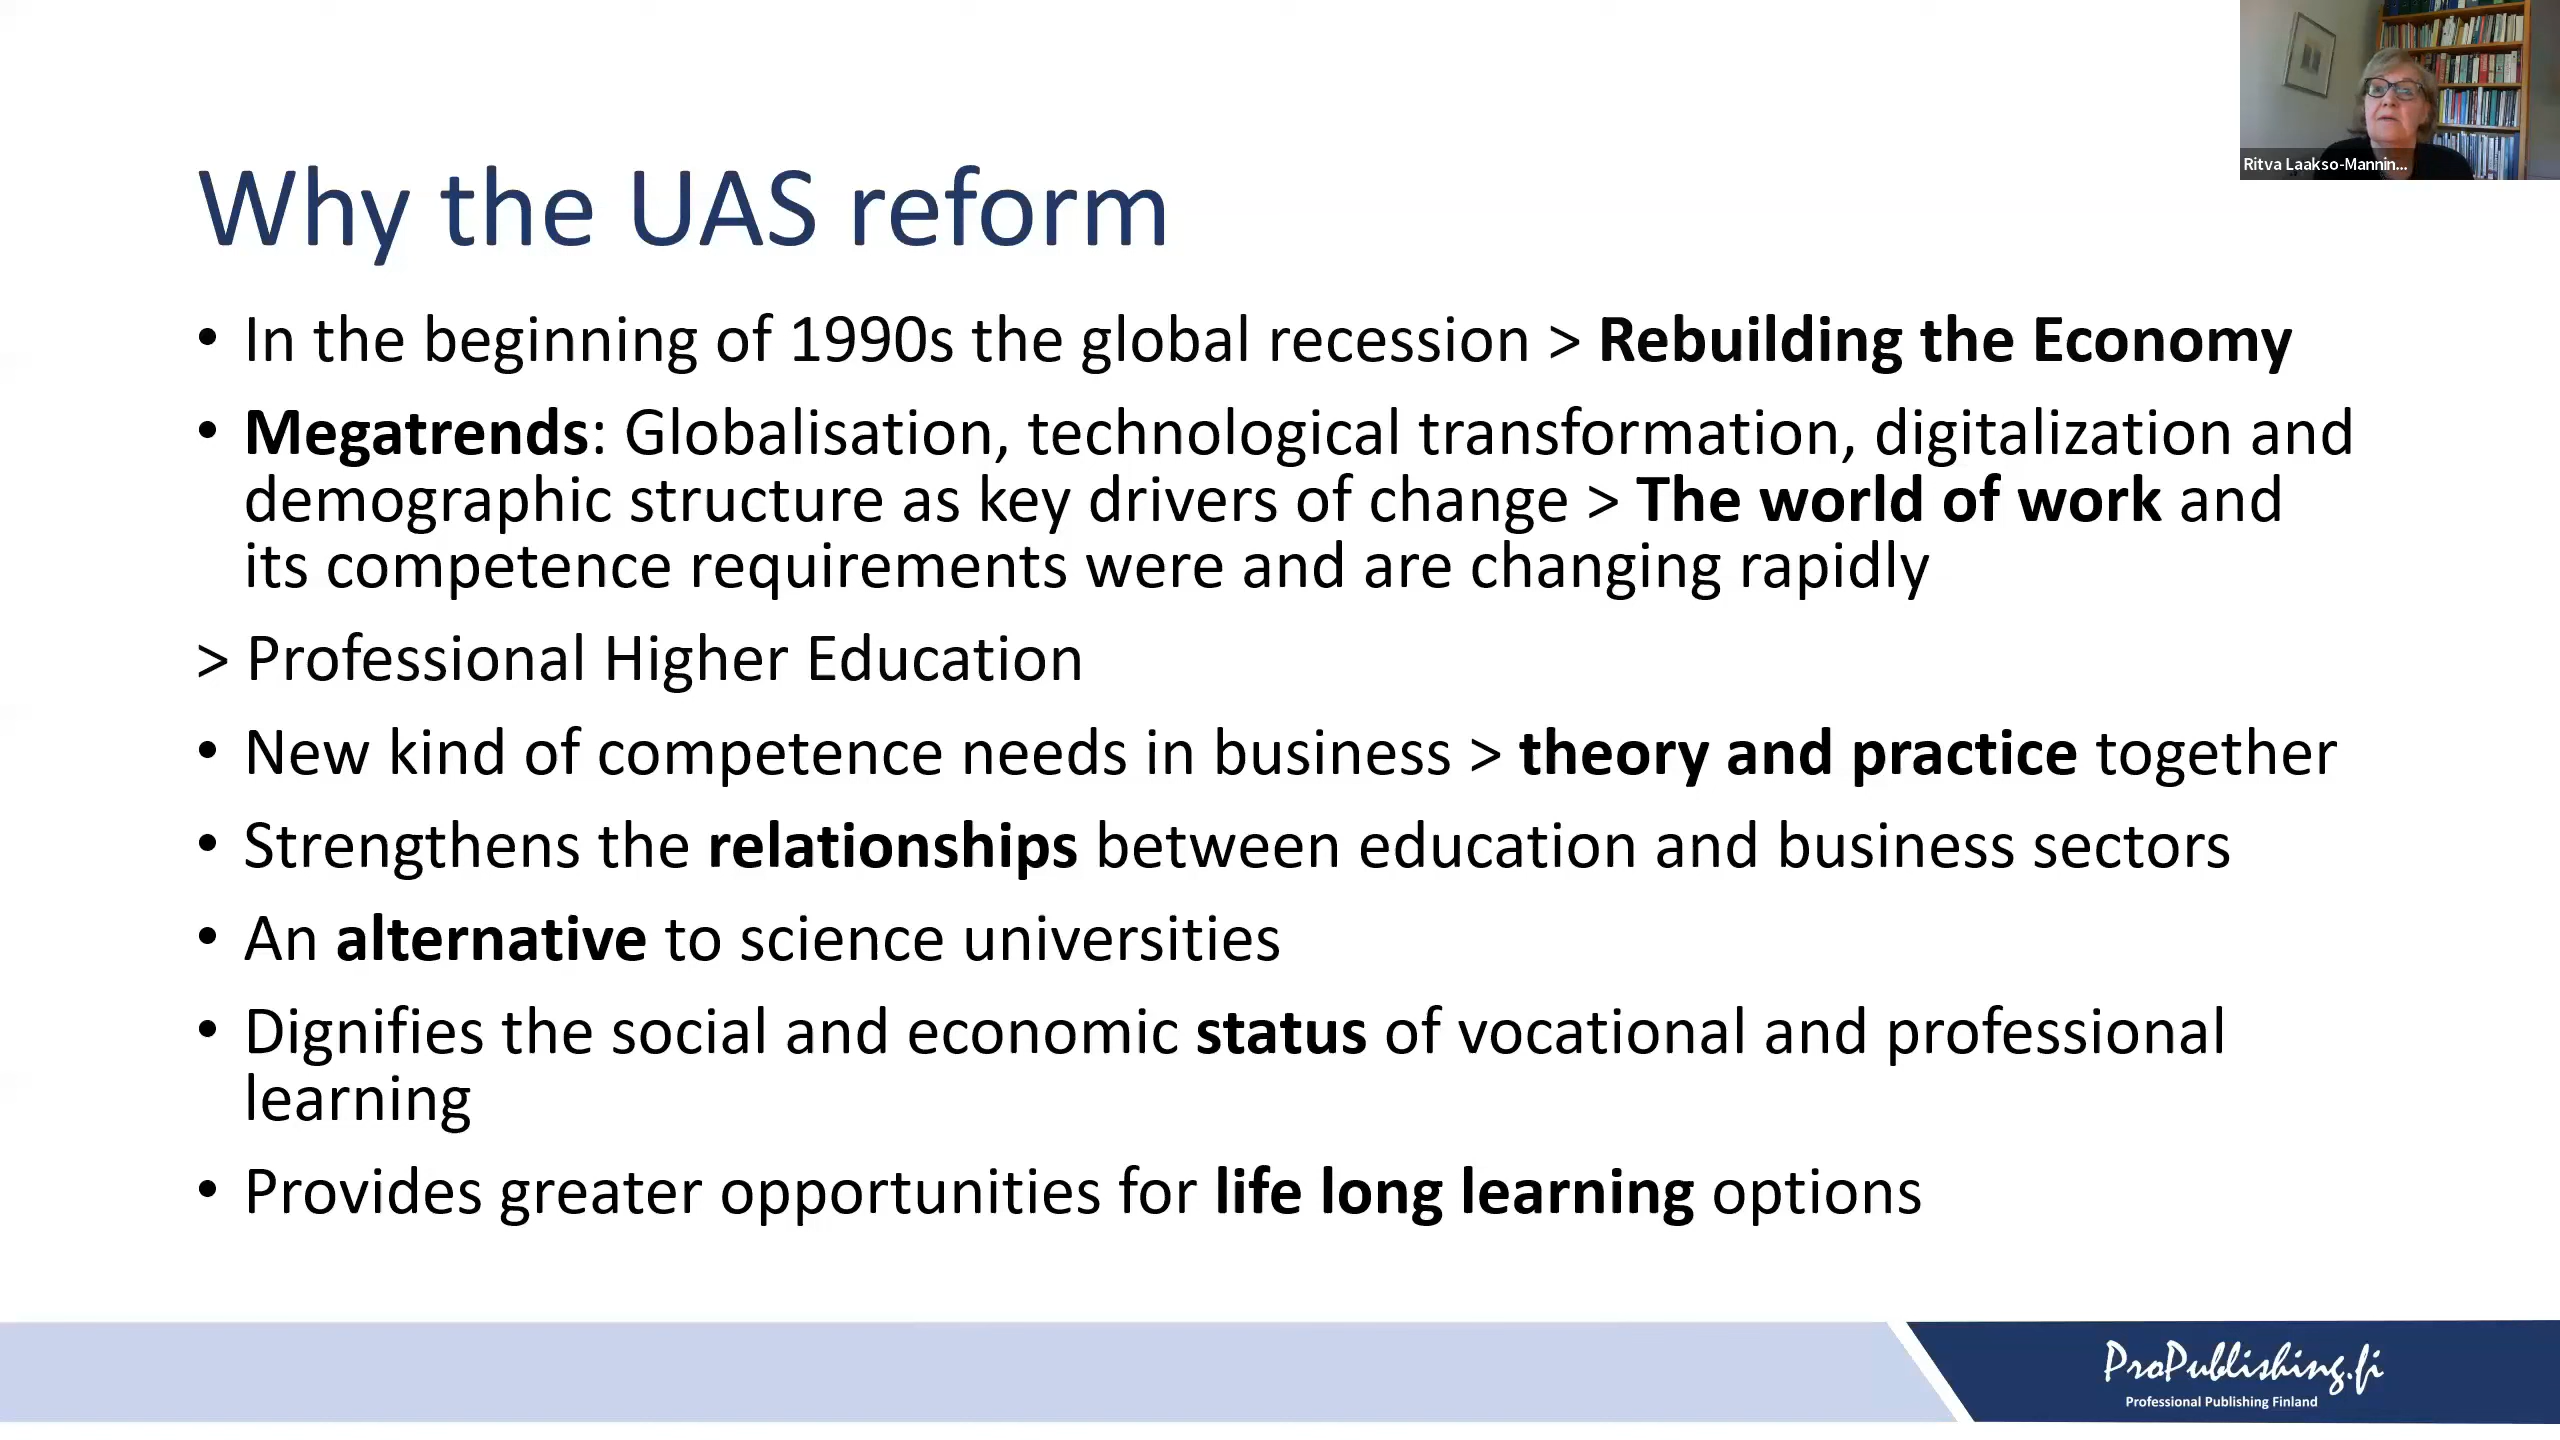 Ritva Laakso-Mannin...
Why the UAS reform
• In the beginning of 1990s the global recession > Rebuilding the Economy
• Megatrends: Globalisation, technological transformation, digitalization and
demographic structure as key drivers of change > The world of work and
its competence requirements were and are changing rapidly
> Professional Higher Education
• New kind of competence needs in business > theory and practice together
• Strengthens the relationships between education and business sectors
• An alternative to science universities
• Dignifies the social and economic status of vocational and professional
learning
• Provides greater opportunities for life long learning options
ProPublishing.fi
Professional Publishing Finland